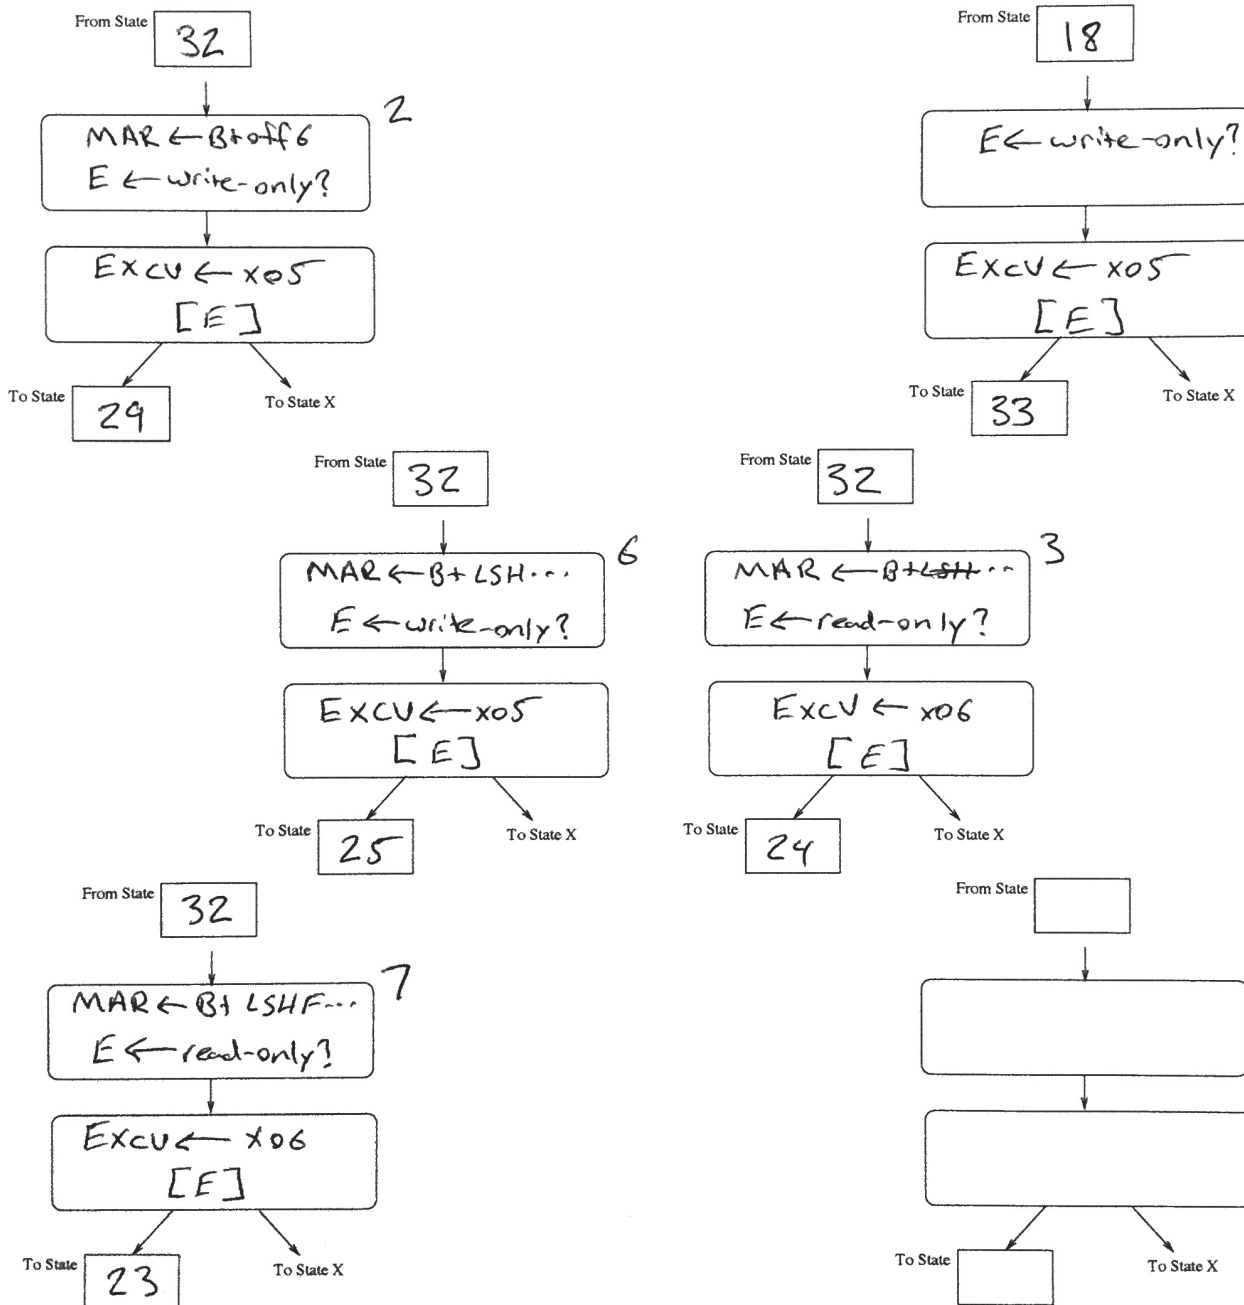 From State 32
MAR ← B+off6 2
E ← write-only?
EXCV ← x05
[E]
To State 29 To State X
From State 18
E ← write-only?
EXCV ← x05
[E]
To State 33 To State X
From State 32
MAR ← B+LSH... 6
E ← write-only?
EXCV ← x05
[E]
To State 25 To State X
From State 32
MAR ← B+LSH... 3
E ← read-only?
EXCV ← x06
[E]
To State 24 To State X
From State 32
MAR ← B+ LSHF... 7
E ← read-only?
EXCV ← x06
[E]
To State 23 To State X
From State
To State To State X